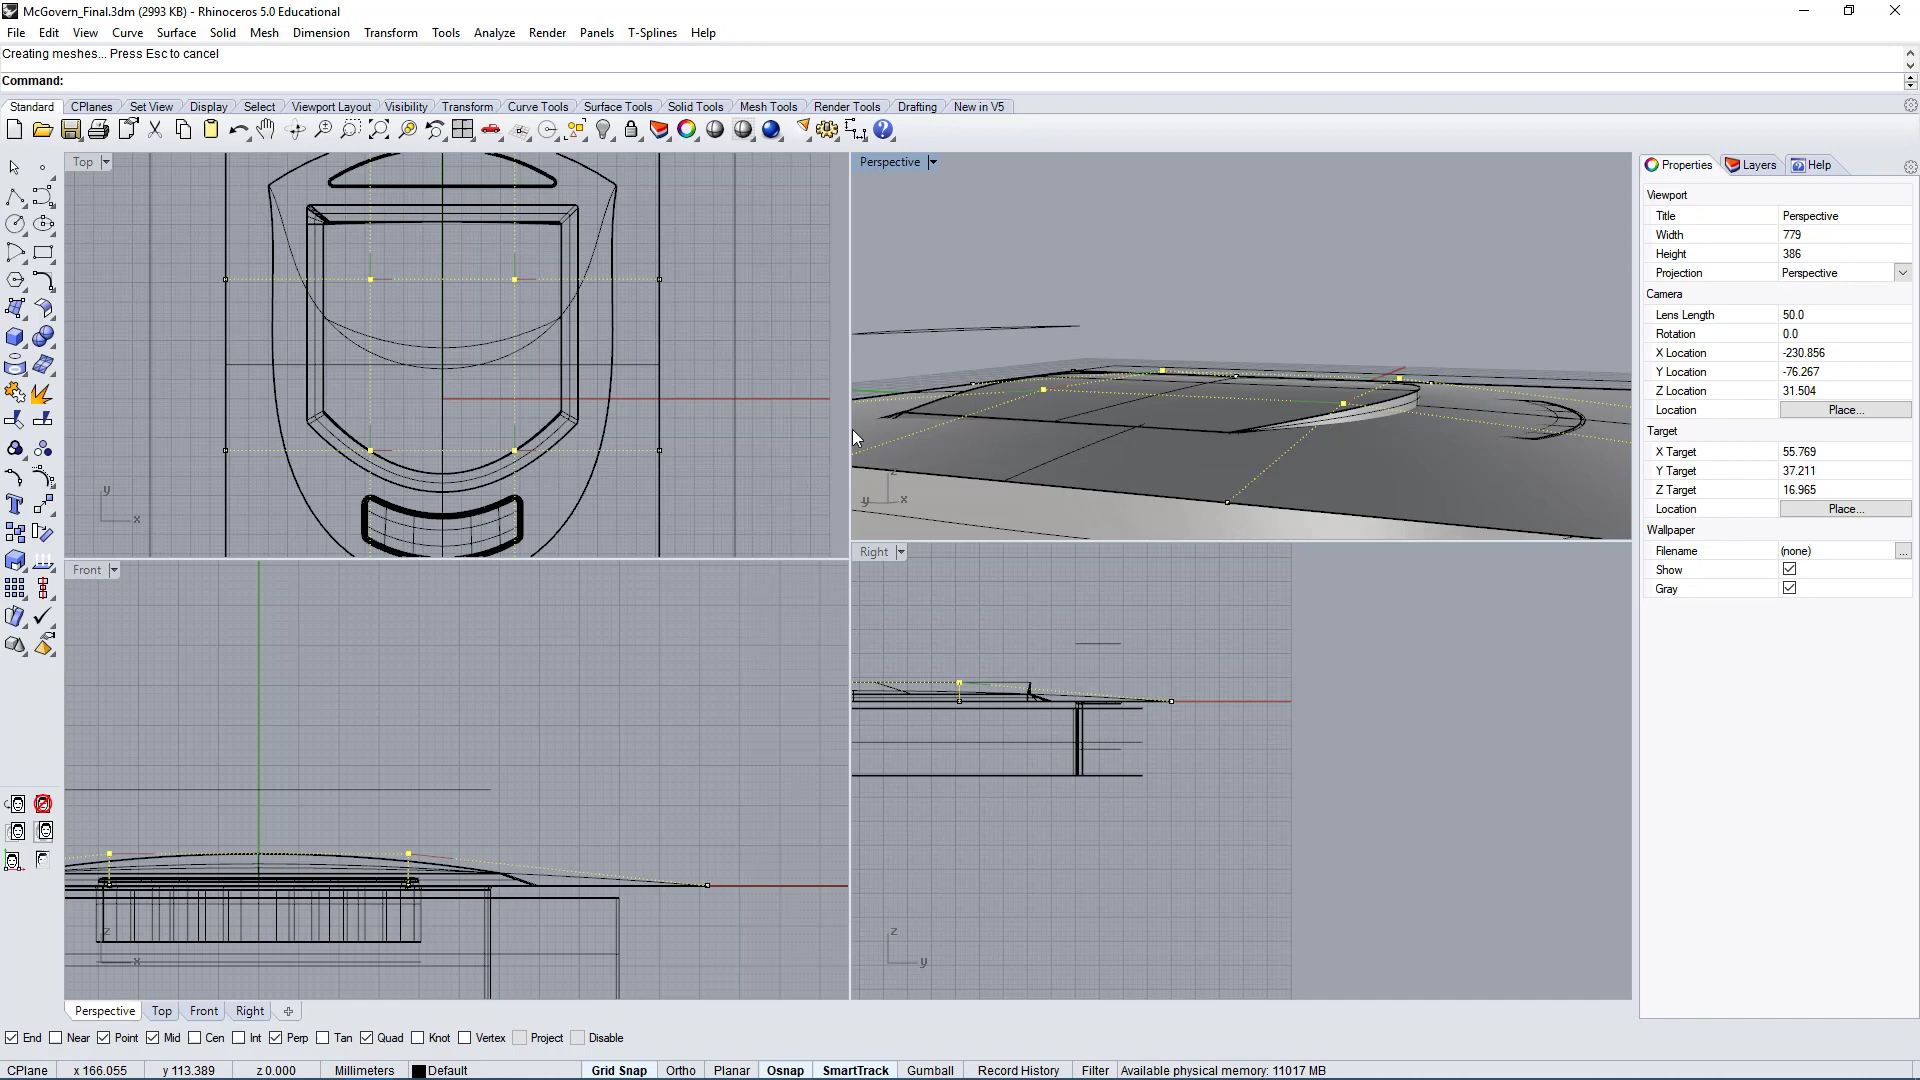 McGovern_Final.3dm (2993 KB) - Rhinoceros 5.0 Educational
File Edit View Curve Surface Solid Mesh Dimension Transform Tools Analyze Render Panels T-Splines Help
Creating meshes... Press Esc to cancel
Command:
Standard CPlanes Set View Display Select Viewport Layout Visibility Transform Curve Tools Surface Tools Solid Tools Mesh Tools Render Tools Drafting New in V5
Top
Perspective
Properties Layers Help
Viewport
Title Perspective
Width 779
Height 386
Projection Perspective
Camera
Lens Length 50.0
Rotation 0.0
X Location -230.856
Y Location -76.267
Z Location 31.504
Location Place...
Target
X Target 55.769
Y Target 37.211
Z Target 16.965
Location Place...
Wallpaper
Filename (none) ...
Show
Gray
y
x
z
y x
Front
Right
z
x
z
y
Perspective Top Front Right
End Near Point Mid Cen Int Perp Tan Quad Knot Vertex Project Disable
CPlane x 166.055 y 113.389 z 0.000 Millimeters Default Grid Snap Ortho Planar Osnap SmartTrack Gumball Record History Filter Available physical memory: 11017 MB